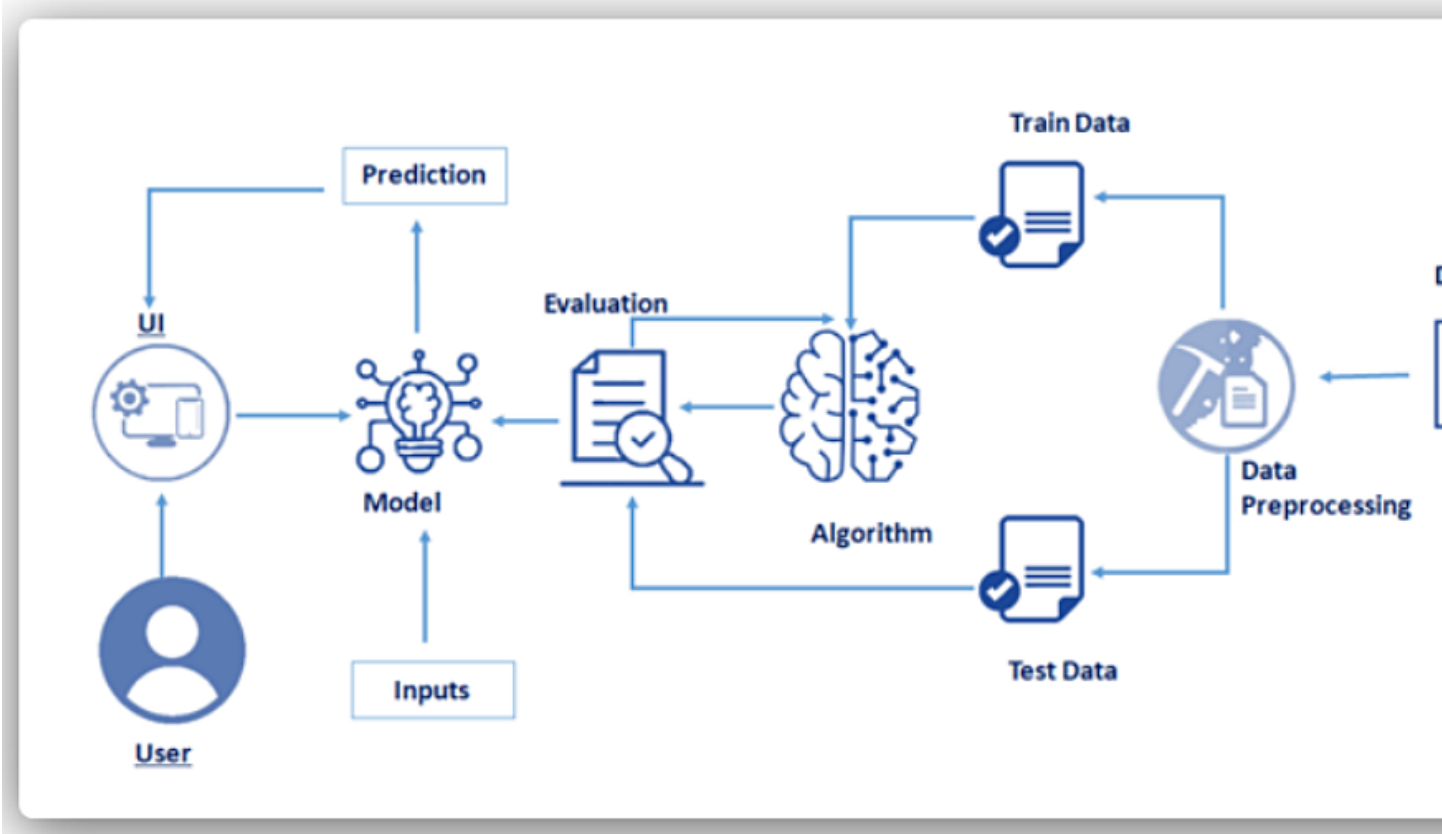 Train Data
Prediction
Evaluation
UI
Data
Preprocessing
Model
Algorithm
Test Data
Inputs
User